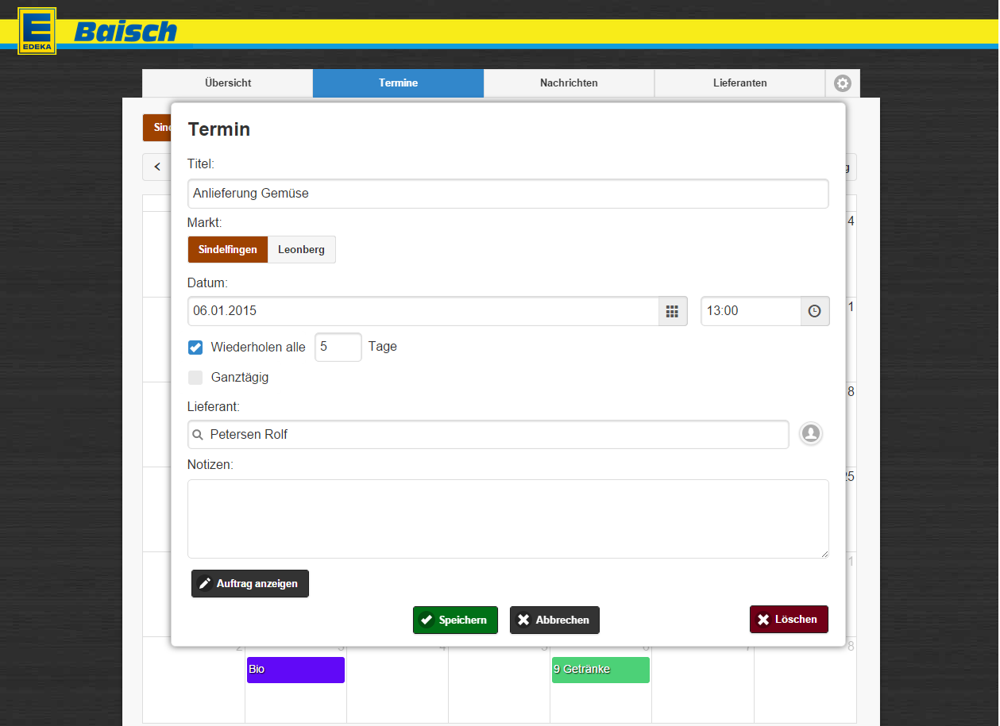 E
EDEKA
Baisch
Übersicht
Termine
Nachrichten
Lieferanten
Sin
Termin
Titel:
Anlieferung Gemüse
Markt:
Sindelfingen
Leonberg
Datum:
06.01.2015
13:00
Wiederholen alle 5 Tage
Ganztägig
Lieferant:
Petersen Rolf
Notizen:
Auftrag anzeigen
Speichern
Abbrechen
Löschen
g
4
1
8
25
1
2
3
4
5
6
7
8
Bio
9 Getränke